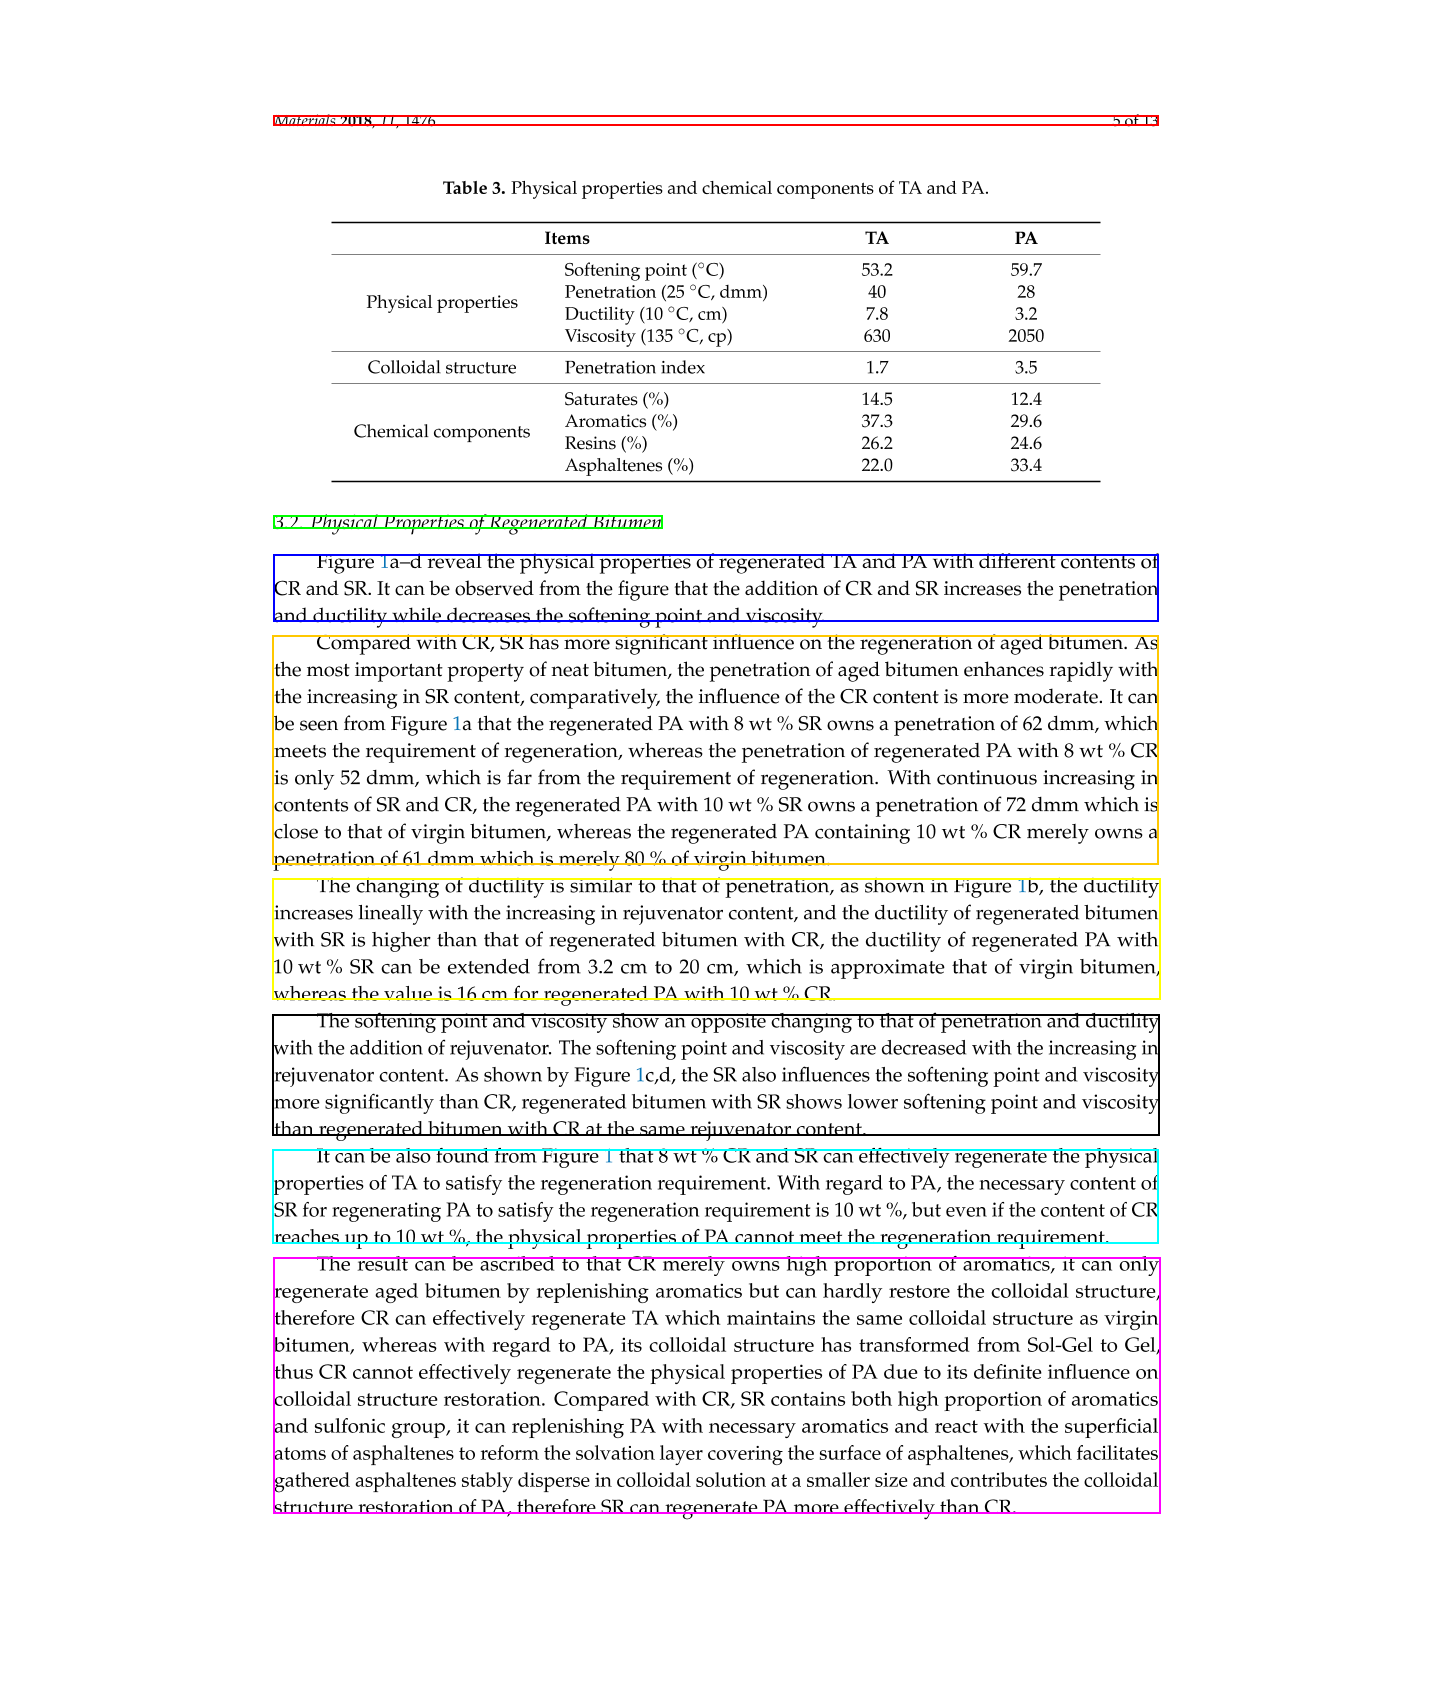 Materials 2018, 11, 1476 5 of 13
Table 3. Physical properties and chemical components of TA and PA.
Items TA PA
Physical properties
Softening point (°C) 53.2 59.7
Penetration (25 °C, dmm) 40 28
Ductility (10 °C, cm) 7.8 3.2
Viscosity (135 °C, cp) 630 2050
Colloidal structure Penetration index 1.7 3.5
Chemical components
Saturates (%) 14.5 12.4
Aromatics (%) 37.3 29.6
Resins (%) 26.2 24.6
Asphaltenes (%) 22.0 33.4
3.2. Physical Properties of Regenerated Bitumen
Figure 1a–d reveal the physical properties of regenerated TA and PA with different contents of
CR and SR. It can be observed from the figure that the addition of CR and SR increases the penetration
and ductility while decreases the softening point and viscosity.
Compared with CR, SR has more significant influence on the regeneration of aged bitumen. As
the most important property of neat bitumen, the penetration of aged bitumen enhances rapidly with
the increasing in SR content, comparatively, the influence of the CR content is more moderate. It can
be seen from Figure 1a that the regenerated PA with 8 wt % SR owns a penetration of 62 dmm, which
meets the requirement of regeneration, whereas the penetration of regenerated PA with 8 wt % CR
is only 52 dmm, which is far from the requirement of regeneration. With continuous increasing in
contents of SR and CR, the regenerated PA with 10 wt % SR owns a penetration of 72 dmm which is
close to that of virgin bitumen, whereas the regenerated PA containing 10 wt % CR merely owns a
penetration of 61 dmm which is merely 80 % of virgin bitumen.
The changing of ductility is similar to that of penetration, as shown in Figure 1b, the ductility
increases lineally with the increasing in rejuvenator content, and the ductility of regenerated bitumen
with SR is higher than that of regenerated bitumen with CR, the ductility of regenerated PA with
10 wt % SR can be extended from 3.2 cm to 20 cm, which is approximate that of virgin bitumen,
whereas the value is 16 cm for regenerated PA with 10 wt % CR.
The softening point and viscosity show an opposite changing to that of penetration and ductility
with the addition of rejuvenator. The softening point and viscosity are decreased with the increasing in
rejuvenator content. As shown by Figure 1c,d, the SR also influences the softening point and viscosity
more significantly than CR, regenerated bitumen with SR shows lower softening point and viscosity
than regenerated bitumen with CR at the same rejuvenator content.
It can be also found from Figure 1 that 8 wt % CR and SR can effectively regenerate the physical
properties of TA to satisfy the regeneration requirement. With regard to PA, the necessary content of
SR for regenerating PA to satisfy the regeneration requirement is 10 wt %, but even if the content of CR
reaches up to 10 wt %, the physical properties of PA cannot meet the regeneration requirement.
The result can be ascribed to that CR merely owns high proportion of aromatics, it can only
regenerate aged bitumen by replenishing aromatics but can hardly restore the colloidal structure,
therefore CR can effectively regenerate TA which maintains the same colloidal structure as virgin
bitumen, whereas with regard to PA, its colloidal structure has transformed from Sol-Gel to Gel,
thus CR cannot effectively regenerate the physical properties of PA due to its definite influence on
colloidal structure restoration. Compared with CR, SR contains both high proportion of aromatics
and sulfonic group, it can replenishing PA with necessary aromatics and react with the superficial
atoms of asphaltenes to reform the solvation layer covering the surface of asphaltenes, which facilitates
gathered asphaltenes stably disperse in colloidal solution at a smaller size and contributes the colloidal
structure restoration of PA, therefore SR can regenerate PA more effectively than CR.